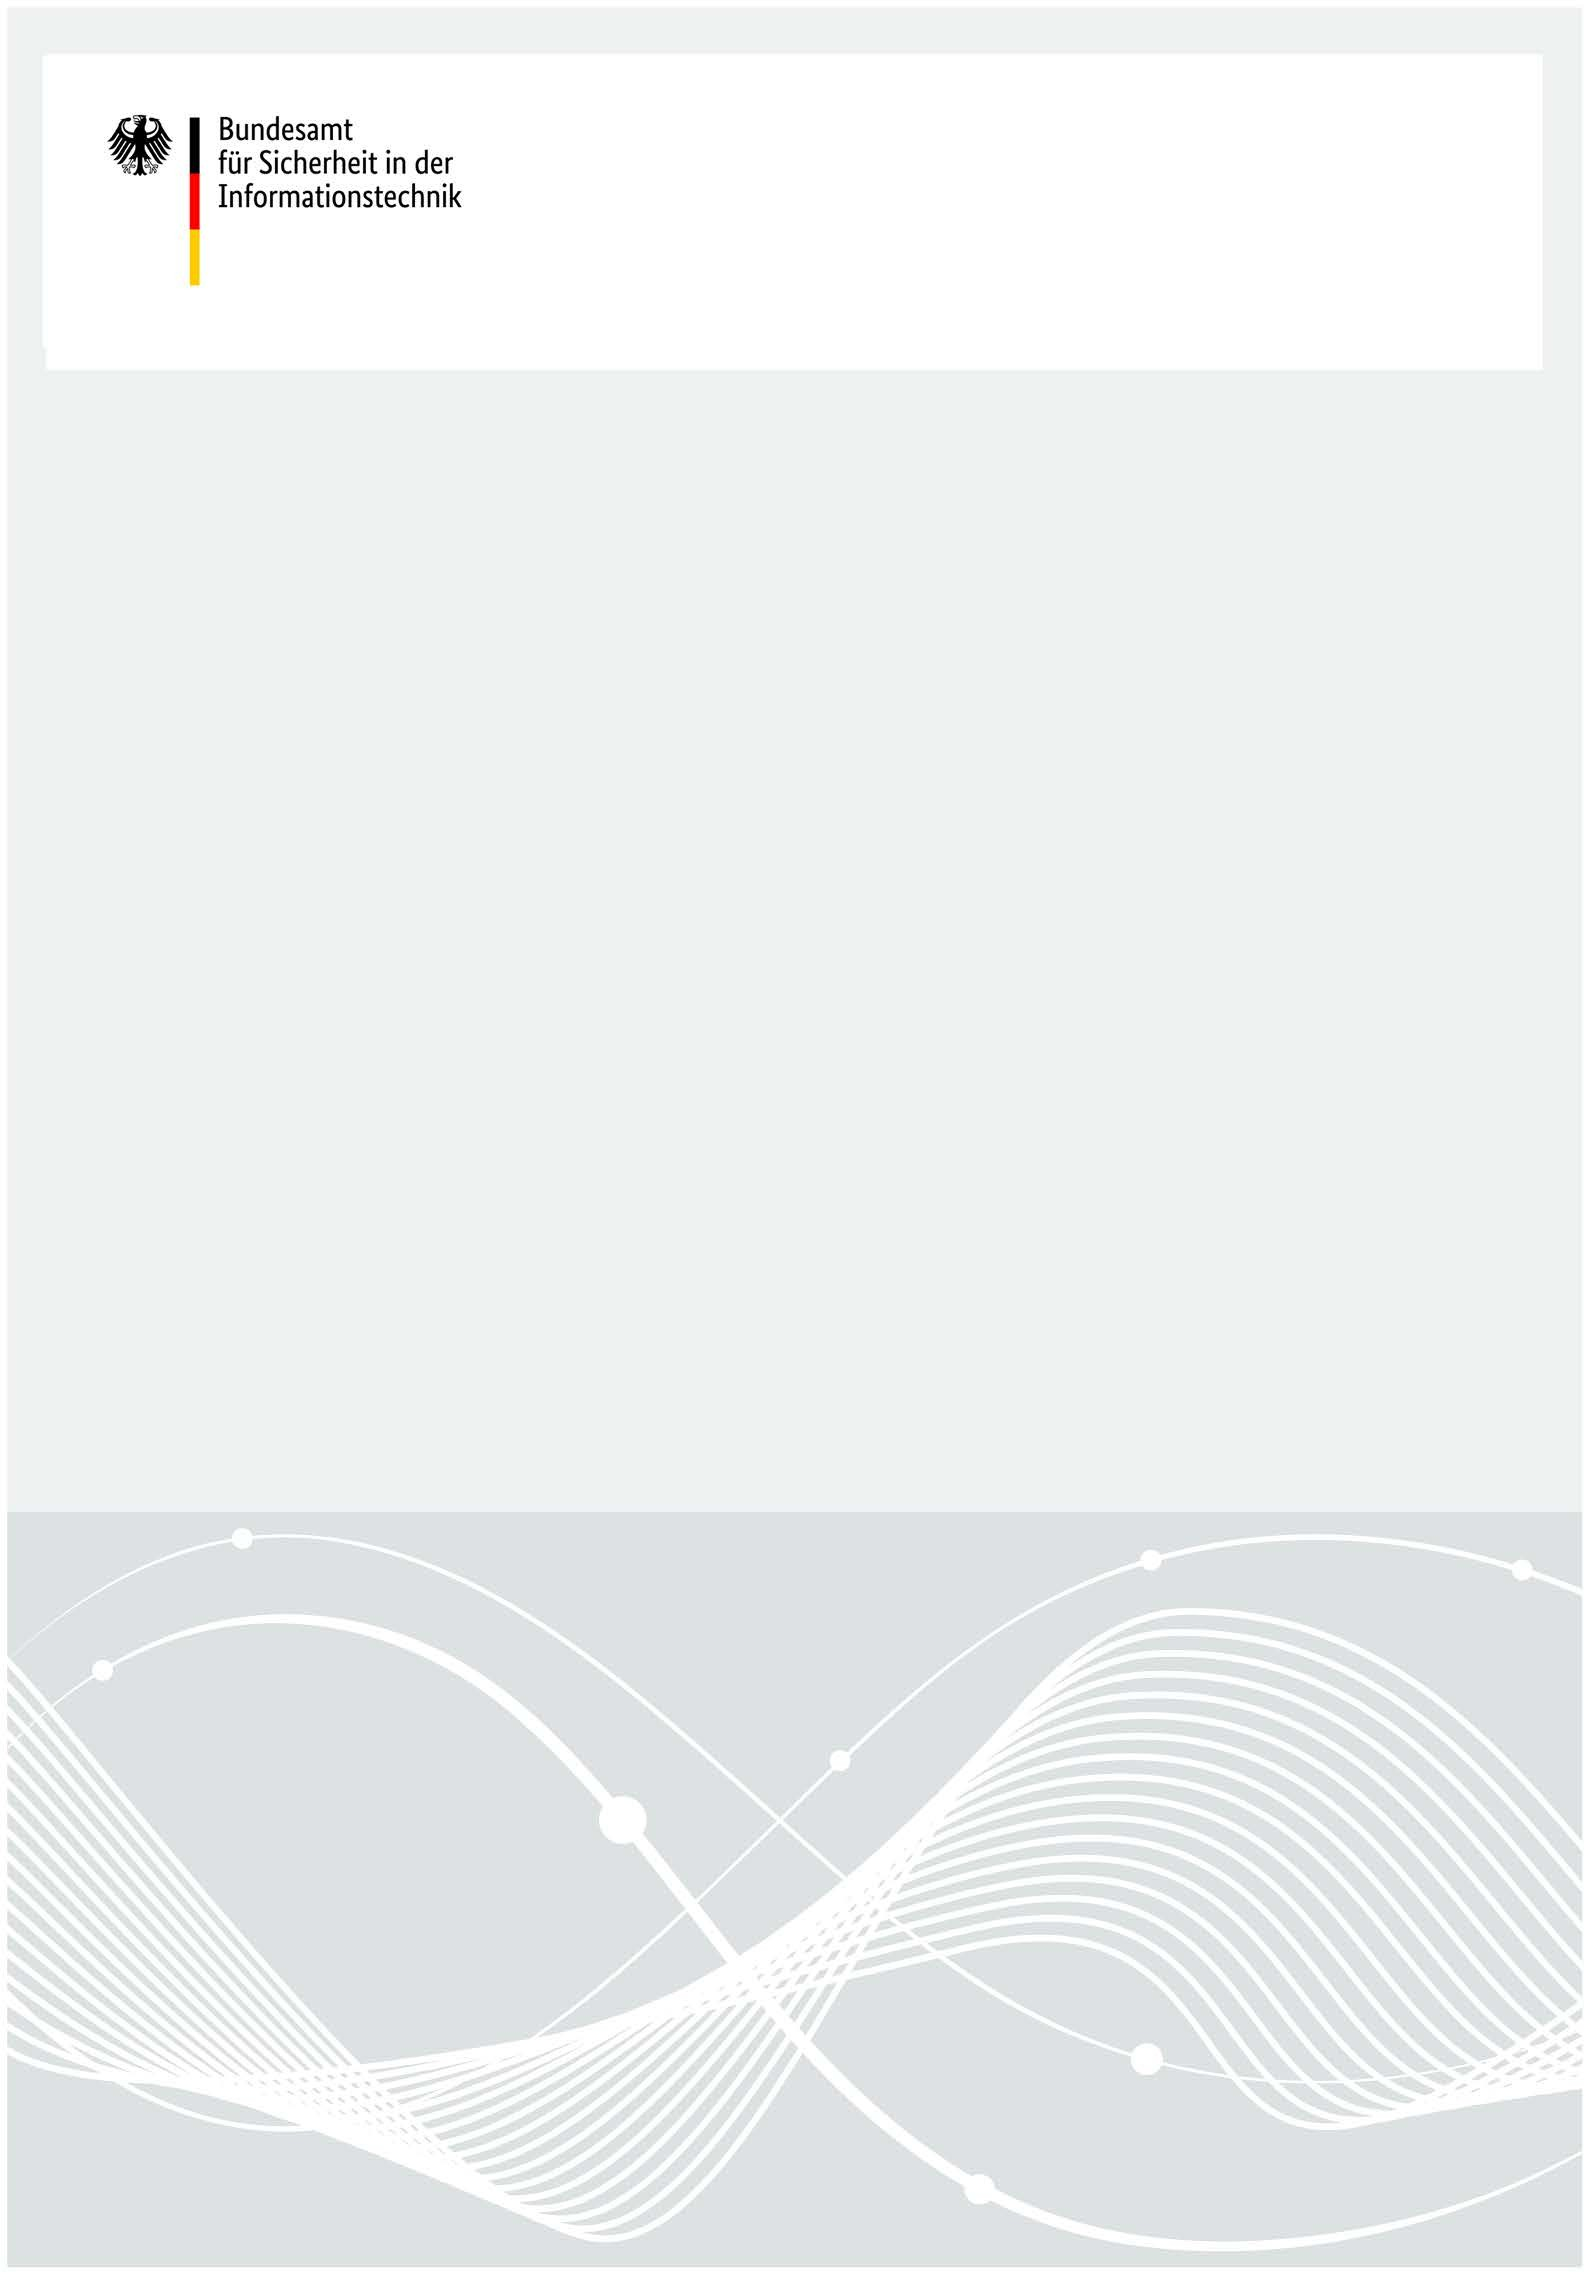 Bundesamt
für Sicherheit in der
Informationstechnik